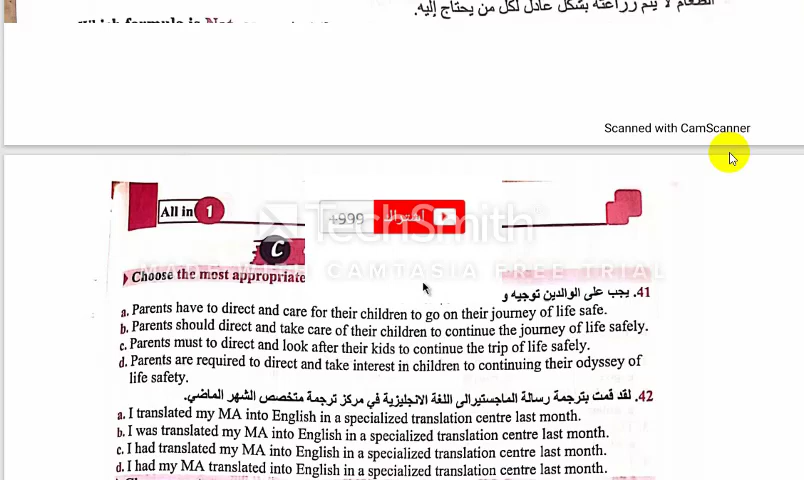 الطعام لا يتم زراعته بشكل عادل لكل من يحتاج إليه.
Scanned with CamScanner
All in 1
+999 اشتراك
TechSmith
C
MADE WITH CAMTASIA FREE TRIAL
Choose the most appropriate
41. يجب على الوالدين توجيه و
a. Parents have to direct and care for their children to go on their journey of life safe.
b. Parents should direct and take care of their children to continue the journey of life safely.
c. Parents must to direct and look after their kids to continue the trip of life safely.
d. Parents are required to direct and take interest in children to continuing their odyssey of
life safety.
42. لقد قمت بترجمة رسالة الماجستيرالى اللغة الانجليزية في مركز ترجمة متخصص الشهر الماضي.
a. I translated my MA into English in a specialized translation centre last month.
b. I was translated my MA into English in a specialized translation centre last month.
c. I had translated my MA into English in a specialized translation centre last month.
d. I had my MA translated into English in a specialized translation centre last month.